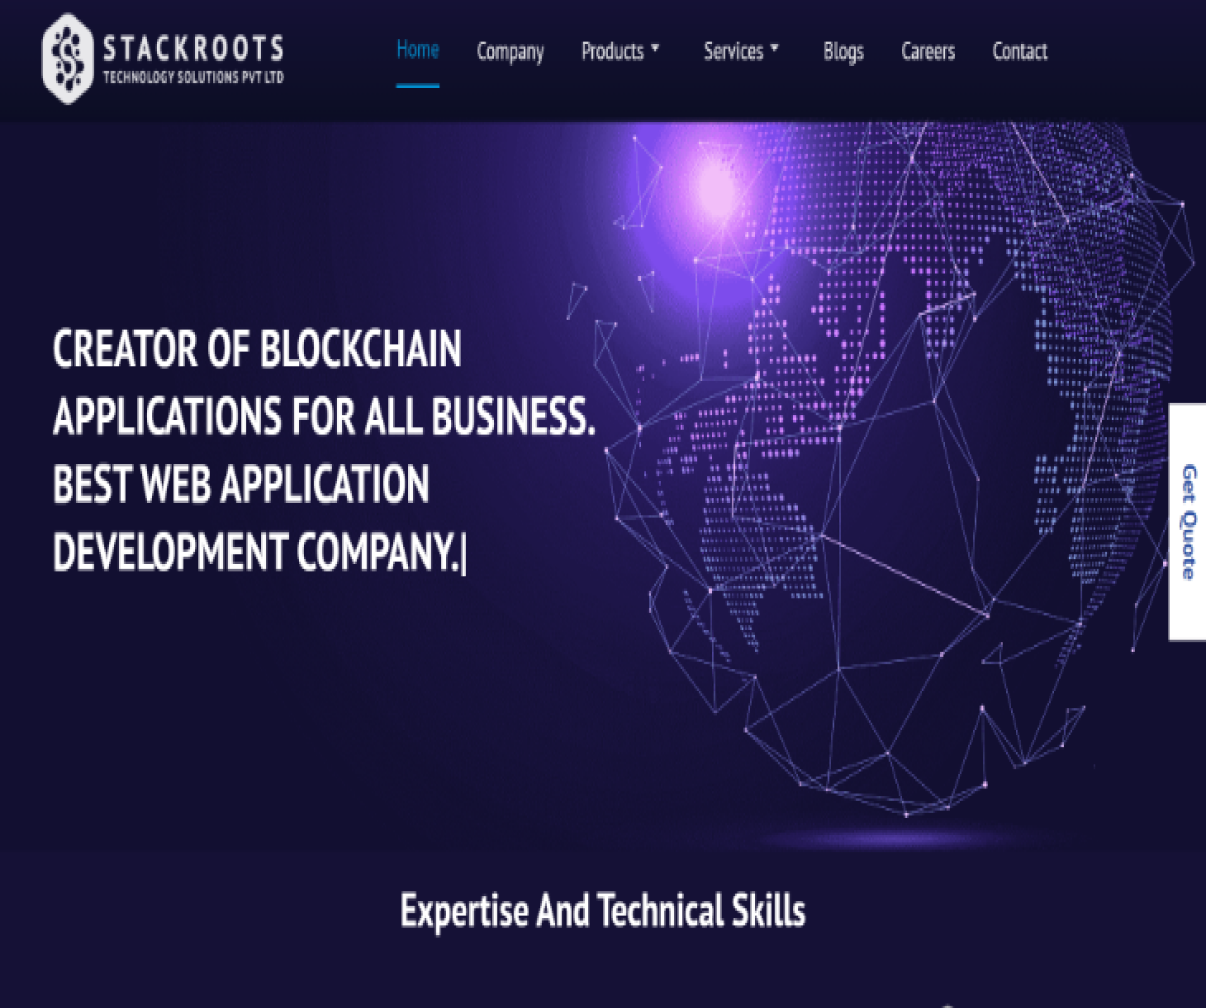 STACKROOTS
TECHNOLOGY SOLUTIONS PVT LTD
Home Company Products Services Blogs Careers Contact
CREATOR OF BLOCKCHAIN
APPLICATIONS FOR ALL BUSINESS.
BEST WEB APPLICATION
DEVELOPMENT COMPANY.|
Get Quote
Expertise And Technical Skills